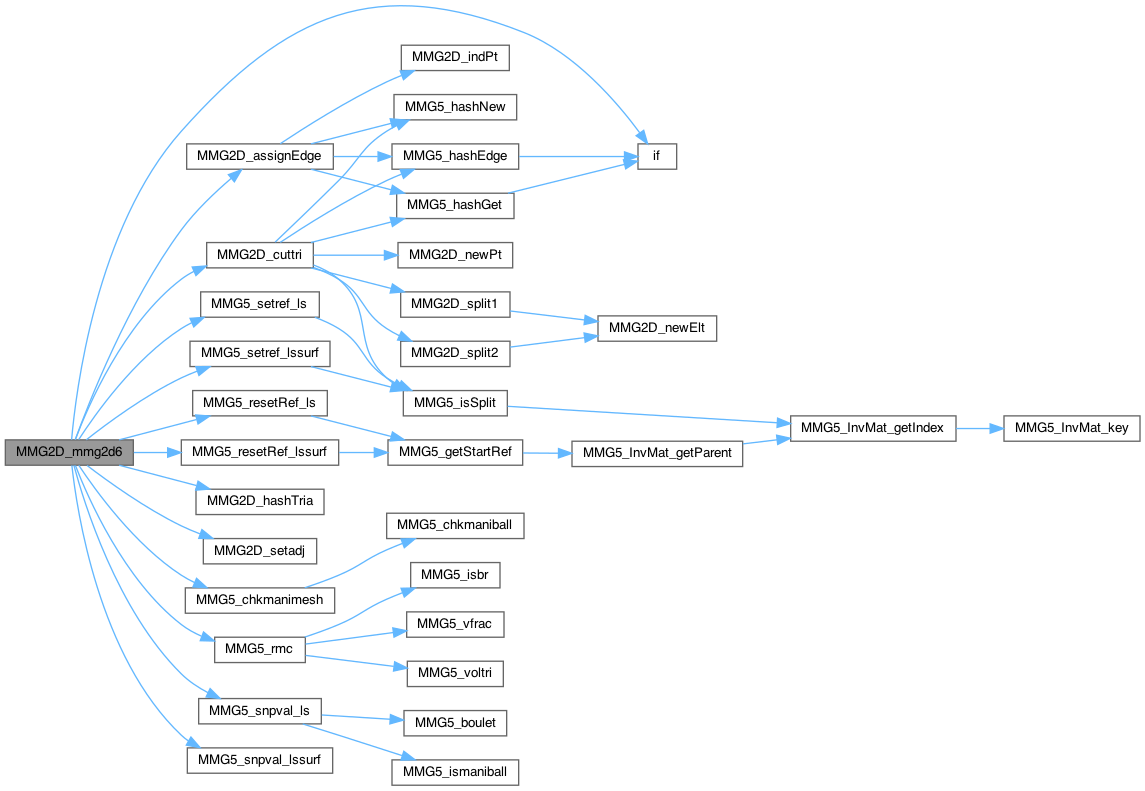 MMG2D_mmg2d6
MMG2D_assignEdge
MMG2D_cuttri
MMG5_setref_ls
MMG5_setref_lssurf
MMG5_resetRef_ls
MMG5_resetRef_lssurf
MMG2D_hashTria
MMG2D_setadj
MMG5_chkmanimesh
MMG5_rmc
MMG5_snpval_ls
MMG5_snpval_lssurf
MMG2D_indPt
MMG5_hashNew
MMG5_hashEdge
MMG5_hashGet
MMG2D_newPt
MMG2D_split1
MMG2D_split2
MMG5_isSplit
MMG5_getStartRef
MMG5_chkmaniball
MMG5_isbr
MMG5_vfrac
MMG5_voltri
MMG5_boulet
MMG5_ismaniball
if
MMG2D_newElt
MMG5_InvMat_getParent
MMG5_InvMat_getIndex
MMG5_InvMat_key